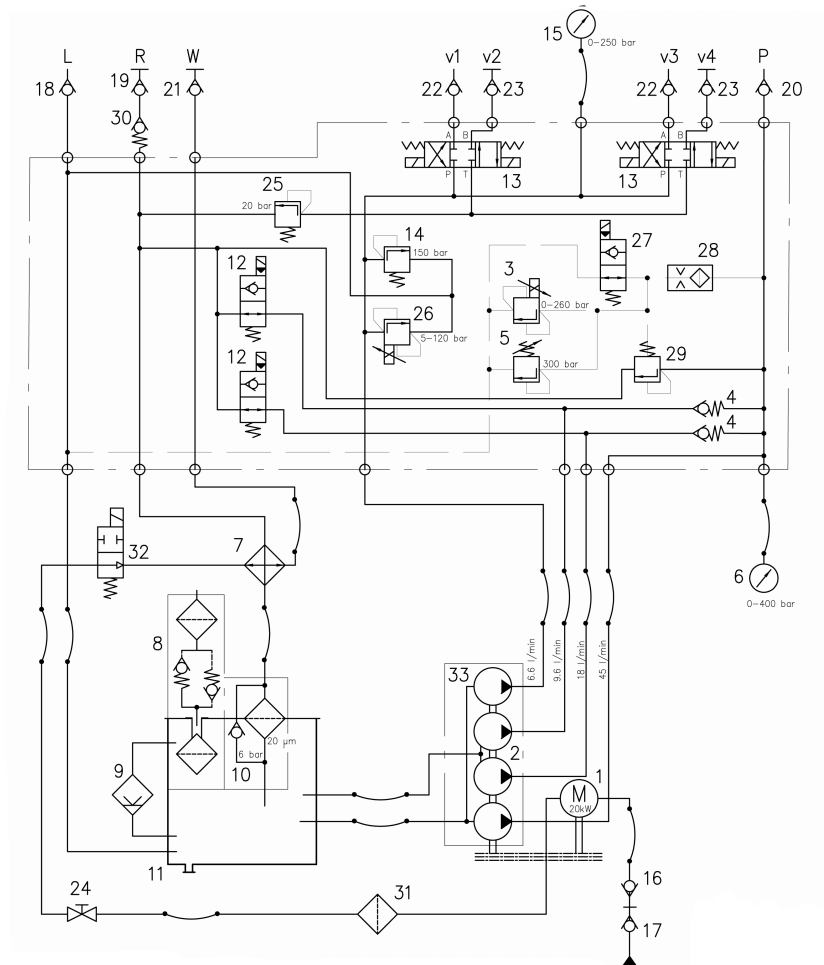 15
0–250 bar
L R W v1 v2 v3 v4 P
18 19 21 22 23 22 23 20
30
A B A B
P T P T
13 13
25
20 bar
14
150 bar
27 28
12
3
0–260 bar
26
5–120 bar
5
300 bar
29
12
4
4
32
7
6
0–400 bar
8
6.6 l/min
9.6 l/min
18 l/min
45 l/min
33
20 µm
6 bar
2
9
10
1
M
20kW
11
16
24
31
17